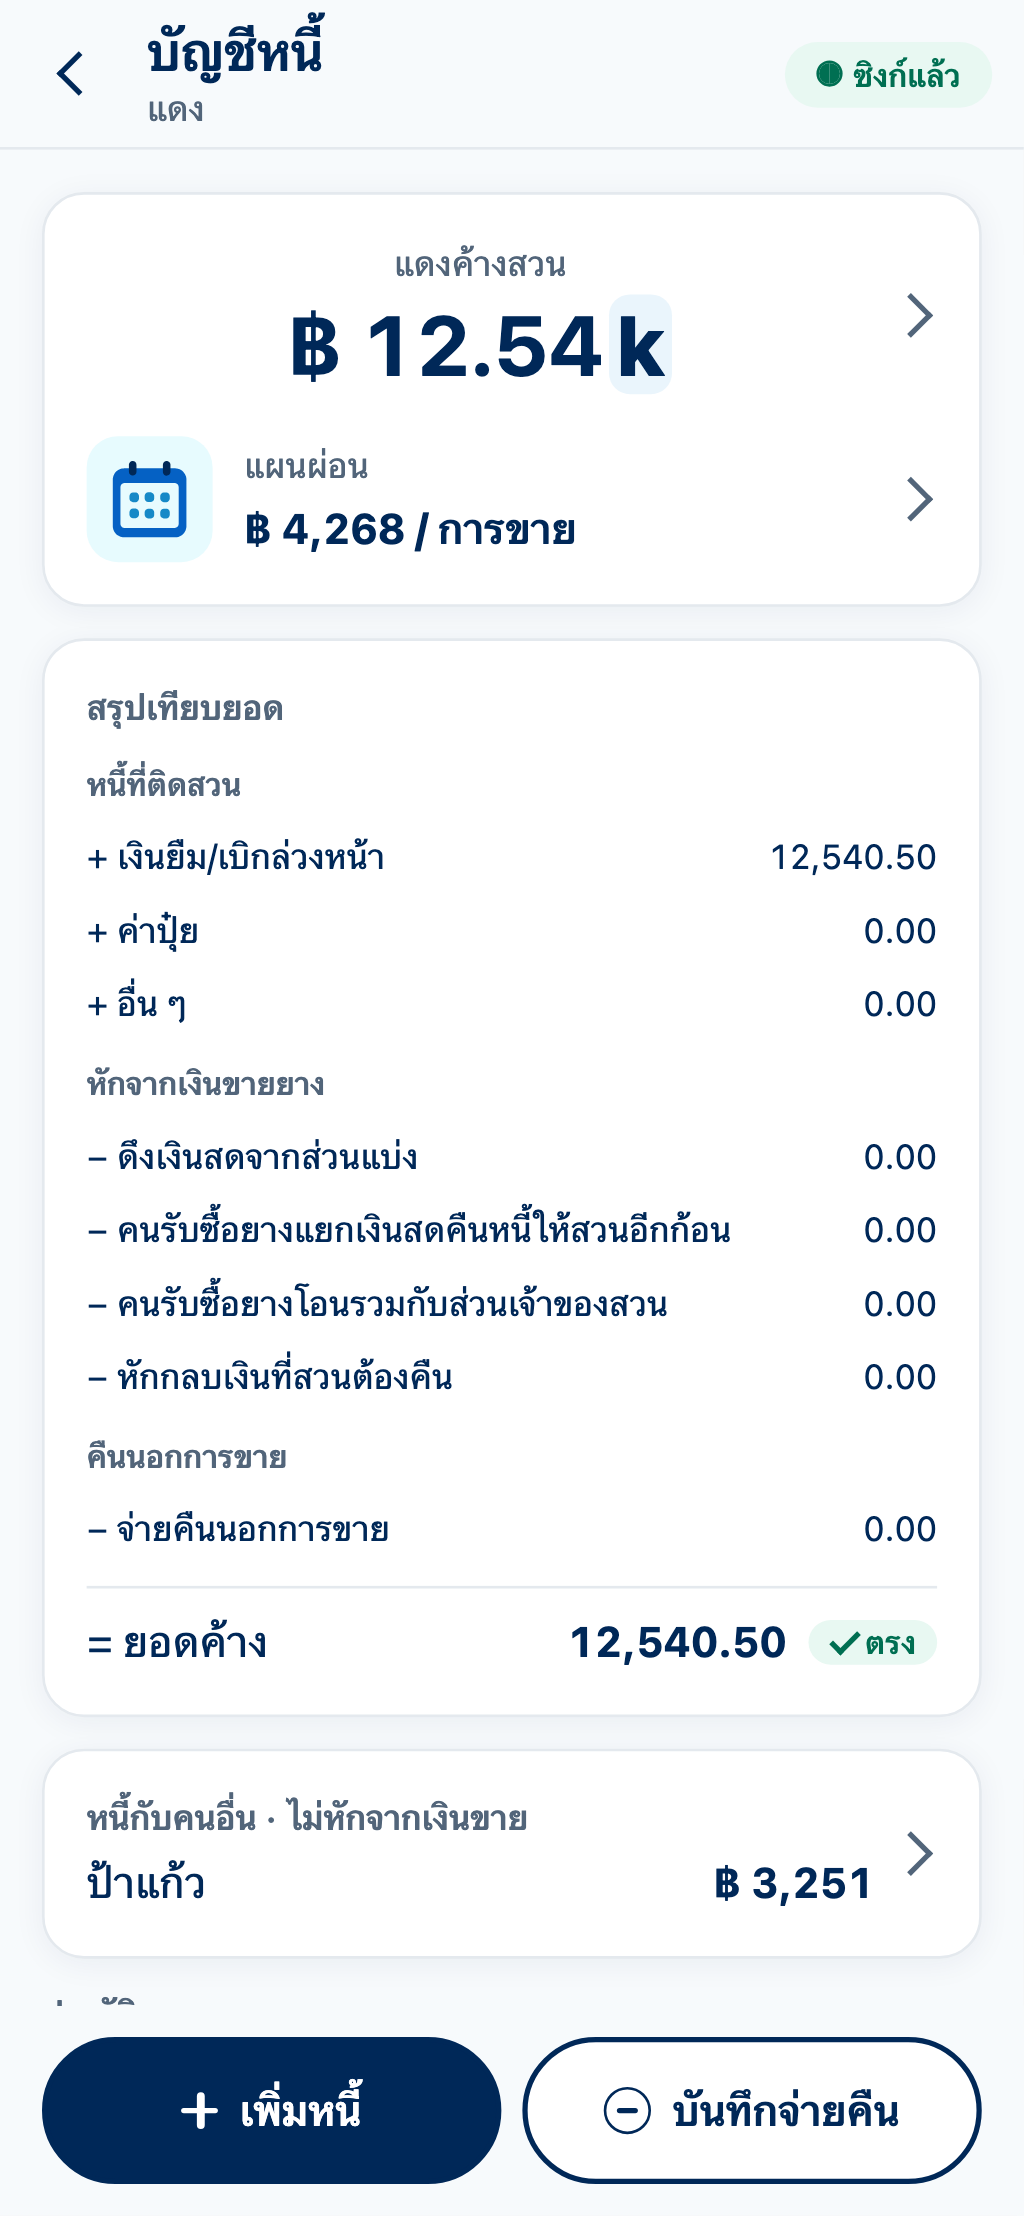 บัญชีหนี้
แดง
ซิงก์แล้ว
แดงค้างสวน
฿ 12.54k
แผนผ่อน
฿ 4,268 / การขาย
สรุปเทียบยอด
หนี้ที่ติดสวน
+ เงินยืม/เบิกล่วงหน้า 12,540.50
+ ค่าปุ๋ย 0.00
+ อื่น ๆ 0.00
หักจากเงินขายยาง
− ดึงเงินสดจากส่วนแบ่ง 0.00
− คนรับซื้อยางแยกเงินสดคืนหนี้ให้สวนอีกก้อน 0.00
− คนรับซื้อยางโอนรวมกับส่วนเจ้าของสวน 0.00
− หักกลบเงินที่สวนต้องคืน 0.00
คืนนอกการขาย
− จ่ายคืนนอกการขาย 0.00
= ยอดค้าง 12,540.50 ตรง
หนี้กับคนอื่น · ไม่หักจากเงินขาย
ป้าแก้ว ฿ 3,251
เพิ่มหนี้
บันทึกจ่ายคืน